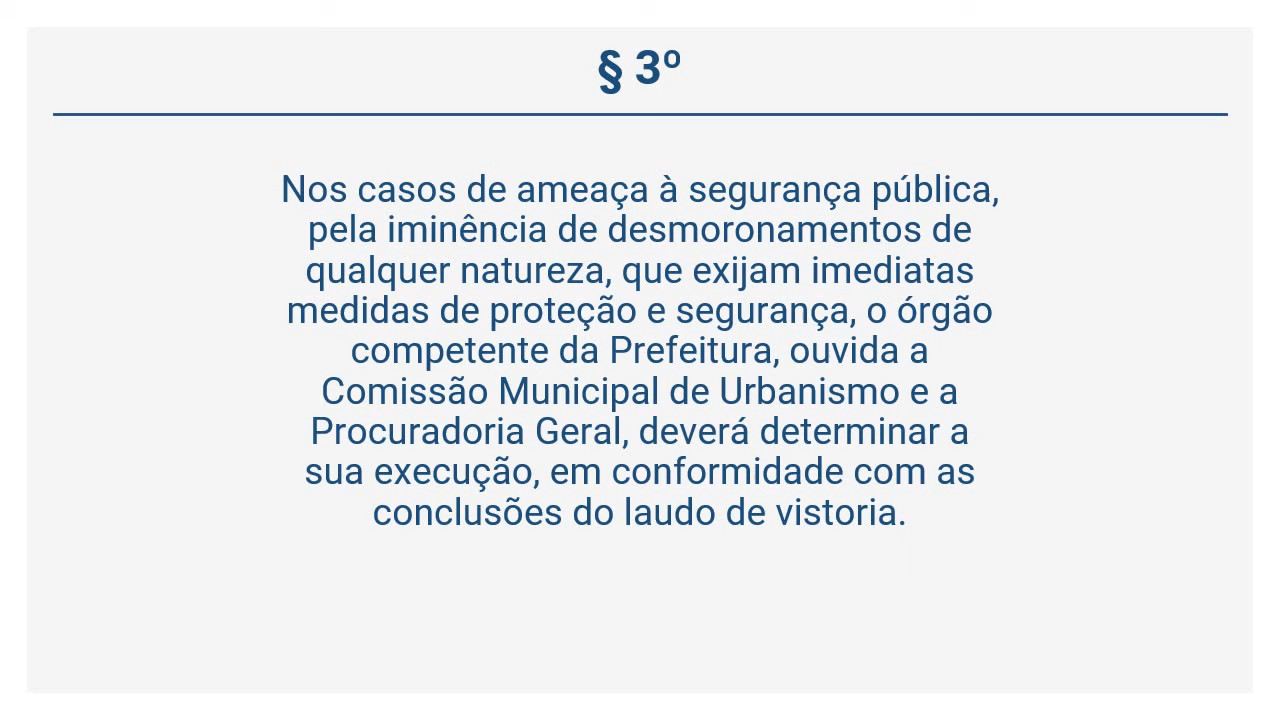 § 3º
Nos casos de ameaça à segurança pública,
pela iminência de desmoronamentos de
qualquer natureza, que exijam imediatas
medidas de proteção e segurança, o órgão
competente da Prefeitura, ouvida a
Comissão Municipal de Urbanismo e a
Procuradoria Geral, deverá determinar a
sua execução, em conformidade com as
conclusões do laudo de vistoria.